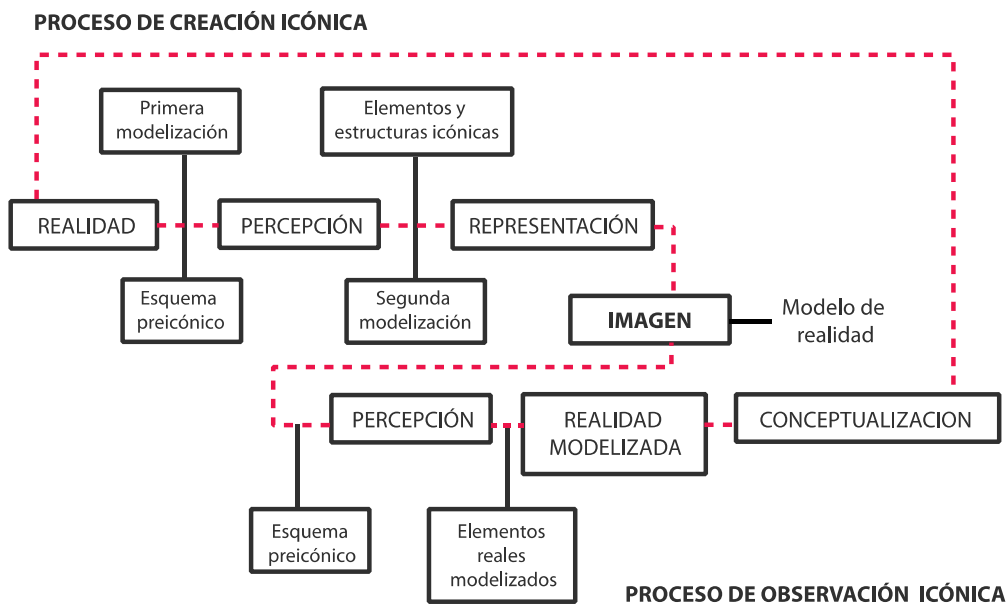 PROCESO DE CREACIÓN ICÓNICA
Primera
modelización
Elementos y
estructuras icónicas
REALIDAD
PERCEPCIÓN
REPRESENTACIÓN
Esquema
preicónico
Segunda
modelización
IMAGEN
Modelo de
realidad
PERCEPCIÓN
REALIDAD
MODELIZADA
CONCEPTUALIZACION
Esquema
preicónico
Elementos
reales
modelizados
PROCESO DE OBSERVACIÓN ICÓNICA